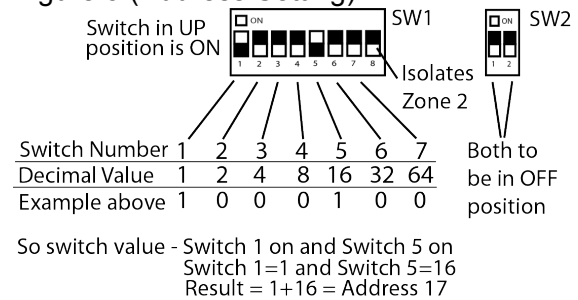 SW1
SW2
ON
ON
Switch in UP
position is ON
1 2 3 4 5 6 7 8
1 2
Isolates
Zone 2
Switch Number 1 2 3 4 5 6 7
Decimal Value 1 2 4 8 16 32 64
Example above 1 0 0 0 1 0 0
Both to
be in OFF
position
So switch value - Switch 1 on and Switch 5 on
Switch 1=1 and Switch 5=16
Result = 1+16 = Address 17